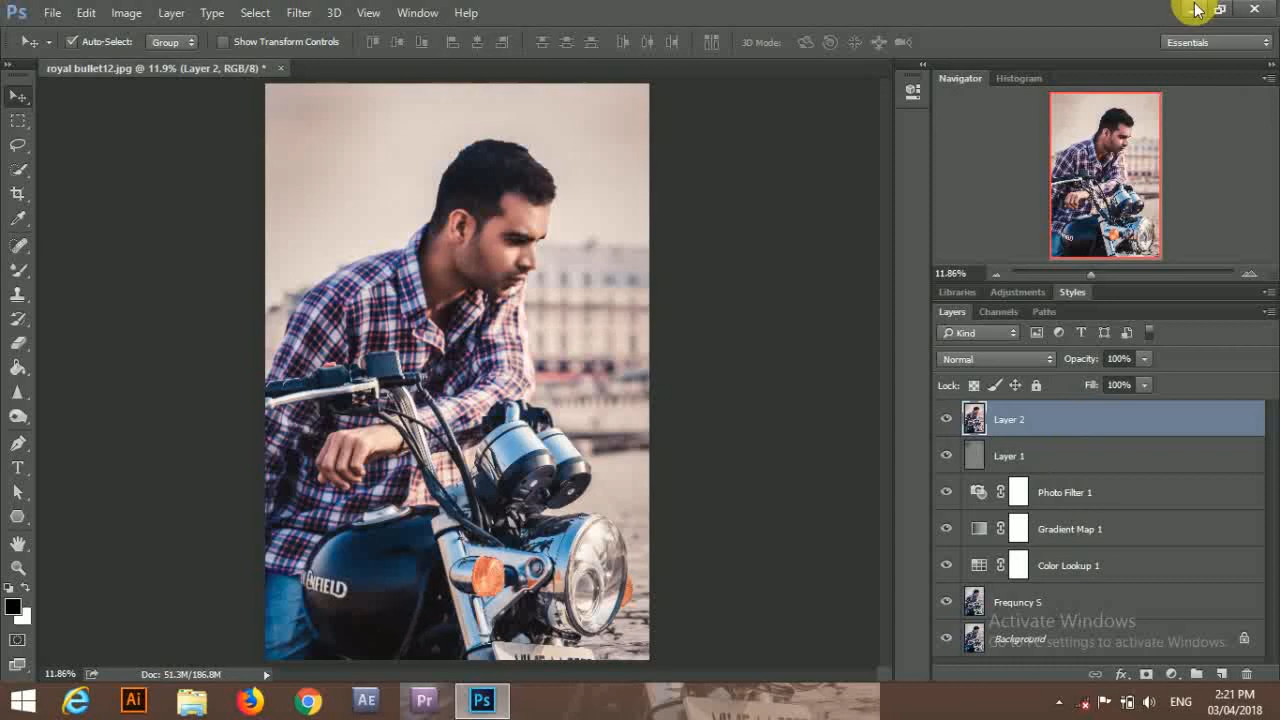 Ps File Edit Image Layer Type Select Filter 3D View Window Help
Auto-Select: Group Show Transform Controls 3D Mode: Essentials
royal bullet12.jpg @ 11.9% (Layer 2, RGB/8) * ×
Navigator Histogram
11.86%
Libraries Adjustments Styles
Layers Channels Paths
Kind
Normal Opacity: 100%
Lock: Fill: 100%
Layer 2
Layer 1
Photo Filter 1
Gradient Map 1
Color Lookup 1
Frequncy S
Background
Activate Windows
Go to PC settings to activate Windows.
ENFIELD
11.86% Doc: 51.3M/186.8M
Ai AE Pr Ps
ENG
2:21 PM
03/04/2018